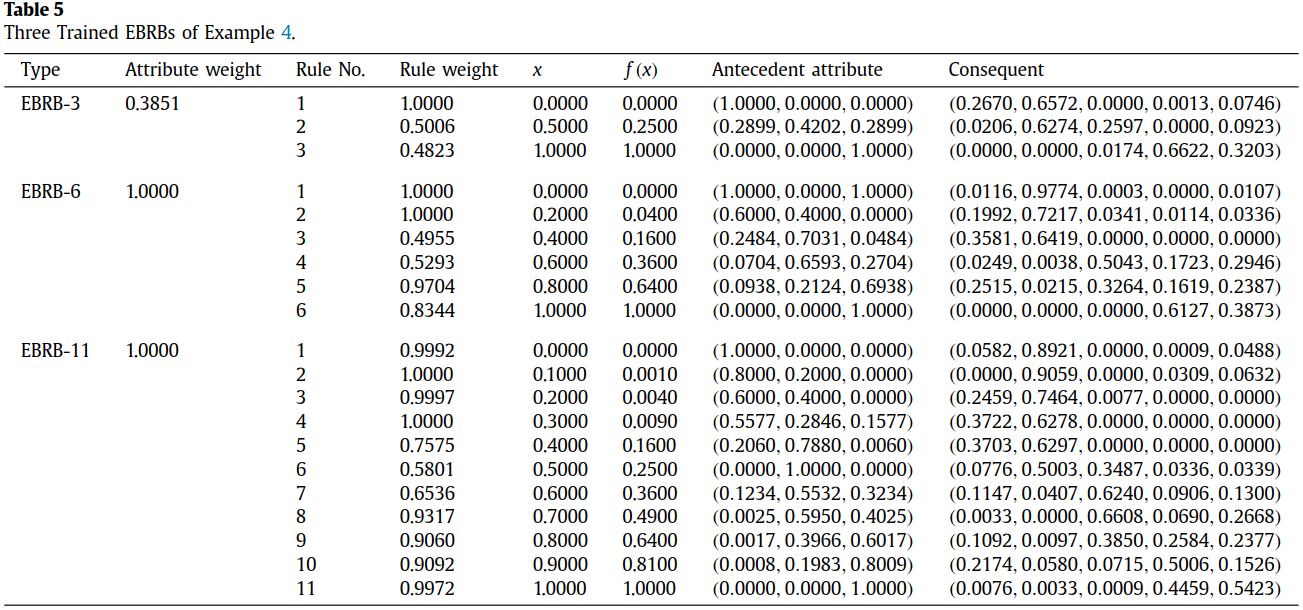 Table 5
Three Trained EBRBs of Example 4.
Type Attribute weight Rule No. Rule weight x f(x) Antecedent attribute Consequent
EBRB-3 0.3851 1 1.0000 0.0000 0.0000 (1.0000, 0.0000, 0.0000) (0.2670, 0.6572, 0.0000, 0.0013, 0.0746)
2 0.5006 0.5000 0.2500 (0.2899, 0.4202, 0.2899) (0.0206, 0.6274, 0.2597, 0.0000, 0.0923)
3 0.4823 1.0000 1.0000 (0.0000, 0.0000, 1.0000) (0.0000, 0.0000, 0.0174, 0.6622, 0.3203)
EBRB-6 1.0000 1 1.0000 0.0000 0.0000 (1.0000, 0.0000, 1.0000) (0.0116, 0.9774, 0.0003, 0.0000, 0.0107)
2 1.0000 0.2000 0.0400 (0.6000, 0.4000, 0.0000) (0.1992, 0.7217, 0.0341, 0.0114, 0.0336)
3 0.4955 0.4000 0.1600 (0.2484, 0.7031, 0.0484) (0.3581, 0.6419, 0.0000, 0.0000, 0.0000)
4 0.5293 0.6000 0.3600 (0.0704, 0.6593, 0.2704) (0.0249, 0.0038, 0.5043, 0.1723, 0.2946)
5 0.9704 0.8000 0.6400 (0.0938, 0.2124, 0.6938) (0.2515, 0.0215, 0.3264, 0.1619, 0.2387)
6 0.8344 1.0000 1.0000 (0.0000, 0.0000, 1.0000) (0.0000, 0.0000, 0.0000, 0.6127, 0.3873)
EBRB-11 1.0000 1 0.9992 0.0000 0.0000 (1.0000, 0.0000, 0.0000) (0.0582, 0.8921, 0.0000, 0.0009, 0.0488)
2 1.0000 0.1000 0.0010 (0.8000, 0.2000, 0.0000) (0.0000, 0.9059, 0.0000, 0.0309, 0.0632)
3 0.9997 0.2000 0.0040 (0.6000, 0.4000, 0.0000) (0.2459, 0.7464, 0.0077, 0.0000, 0.0000)
4 1.0000 0.3000 0.0090 (0.5577, 0.2846, 0.1577) (0.3722, 0.6278, 0.0000, 0.0000, 0.0000)
5 0.7575 0.4000 0.1600 (0.2060, 0.7880, 0.0060) (0.3703, 0.6297, 0.0000, 0.0000, 0.0000)
6 0.5801 0.5000 0.2500 (0.0000, 1.0000, 0.0000) (0.0776, 0.5003, 0.3487, 0.0336, 0.0339)
7 0.6536 0.6000 0.3600 (0.1234, 0.5532, 0.3234) (0.1147, 0.0407, 0.6240, 0.0906, 0.1300)
8 0.9317 0.7000 0.4900 (0.0025, 0.5950, 0.4025) (0.0033, 0.0000, 0.6608, 0.0690, 0.2668)
9 0.9060 0.8000 0.6400 (0.0017, 0.3966, 0.6017) (0.1092, 0.0097, 0.3850, 0.2584, 0.2377)
10 0.9092 0.9000 0.8100 (0.0008, 0.1983, 0.8009) (0.2174, 0.0580, 0.0715, 0.5006, 0.1526)
11 0.9972 1.0000 1.0000 (0.0000, 0.0000, 1.0000) (0.0076, 0.0033, 0.0009, 0.4459, 0.5423)